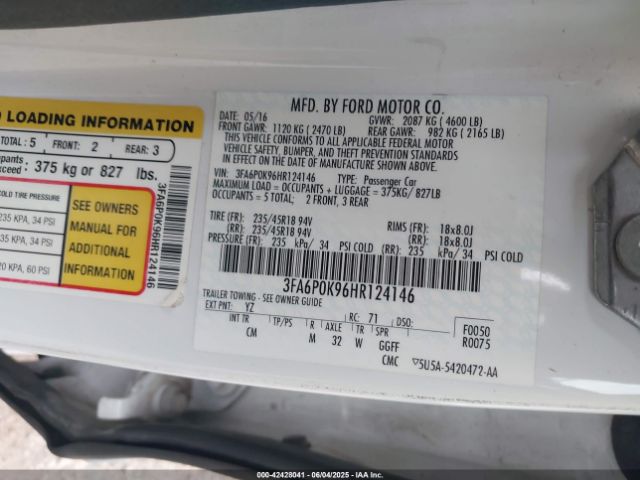 LOADING INFORMATION
TOTAL: 5 FRONT: 2 REAR: 3
375 kg or 827 lbs.
COLD TIRE PRESSURE
235 KPA, 34 PSI
35 KPA, 34 PSI
20 KPA, 60 PSI
SEE OWNERS
MANUAL FOR
ADDITIONAL
INFORMATION
3FA6P0K96HR124146
MFD. BY FORD MOTOR CO.
DATE: 05/16 GVWR: 2087 KG ( 4600 LB)
FRONT GAWR: 1120 KG ( 2470 LB) REAR GAWR: 982 KG ( 2165 LB)
THIS VEHICLE CONFORMS TO ALL APPLICABLE FEDERAL MOTOR
VEHICLE SAFETY, BUMPER, AND THEFT PREVENTION STANDARDS
IN EFFECT ON THE DATE OF MANUFACTURE SHOWN ABOVE.
VIN: 3FA6P0K96HR124146 TYPE: Passenger Car
MAXIMUM LOAD = OCCUPANTS + LUGGAGE = 375KG/ 827LB
OCCUPANTS = 5 TOTAL: 2 FRONT, 3 REAR
TIRE (FR): 235/45R18 94V RIMS (FR): 18x8.0J
(RR): 235/45R18 94V (RR): 18x8.0J
PRESSURE (FR): 235 kPa/ 34 PSI COLD (RR): 235 kPa/ 34 PSI COLD
3FA6P0K96HR124146
TRAILER TOWING - SEE OWNER GUIDE
EXT PNT: YZ RC: 71 DSO: F0050
INT TR TP/PS R AXLE TR SPR R0075
CM M 32 W GGFF
CMC ▽5U5A-5420472-AA
000-42428041 - 06/04/2025 - IAAI.COM